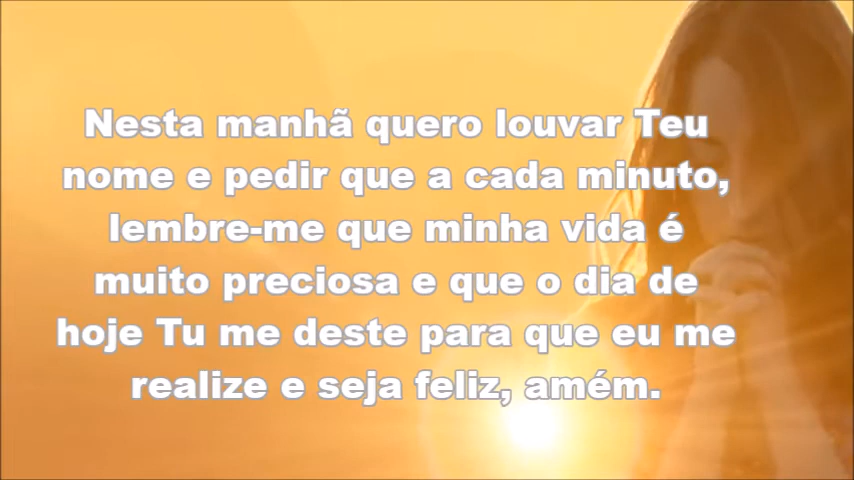 Nesta manhã quero louvar Teu
nome e pedir que a cada minuto,
lembre-me que minha vida é
muito preciosa e que o dia de
hoje Tu me deste para que eu me
realize e seja feliz, amém.